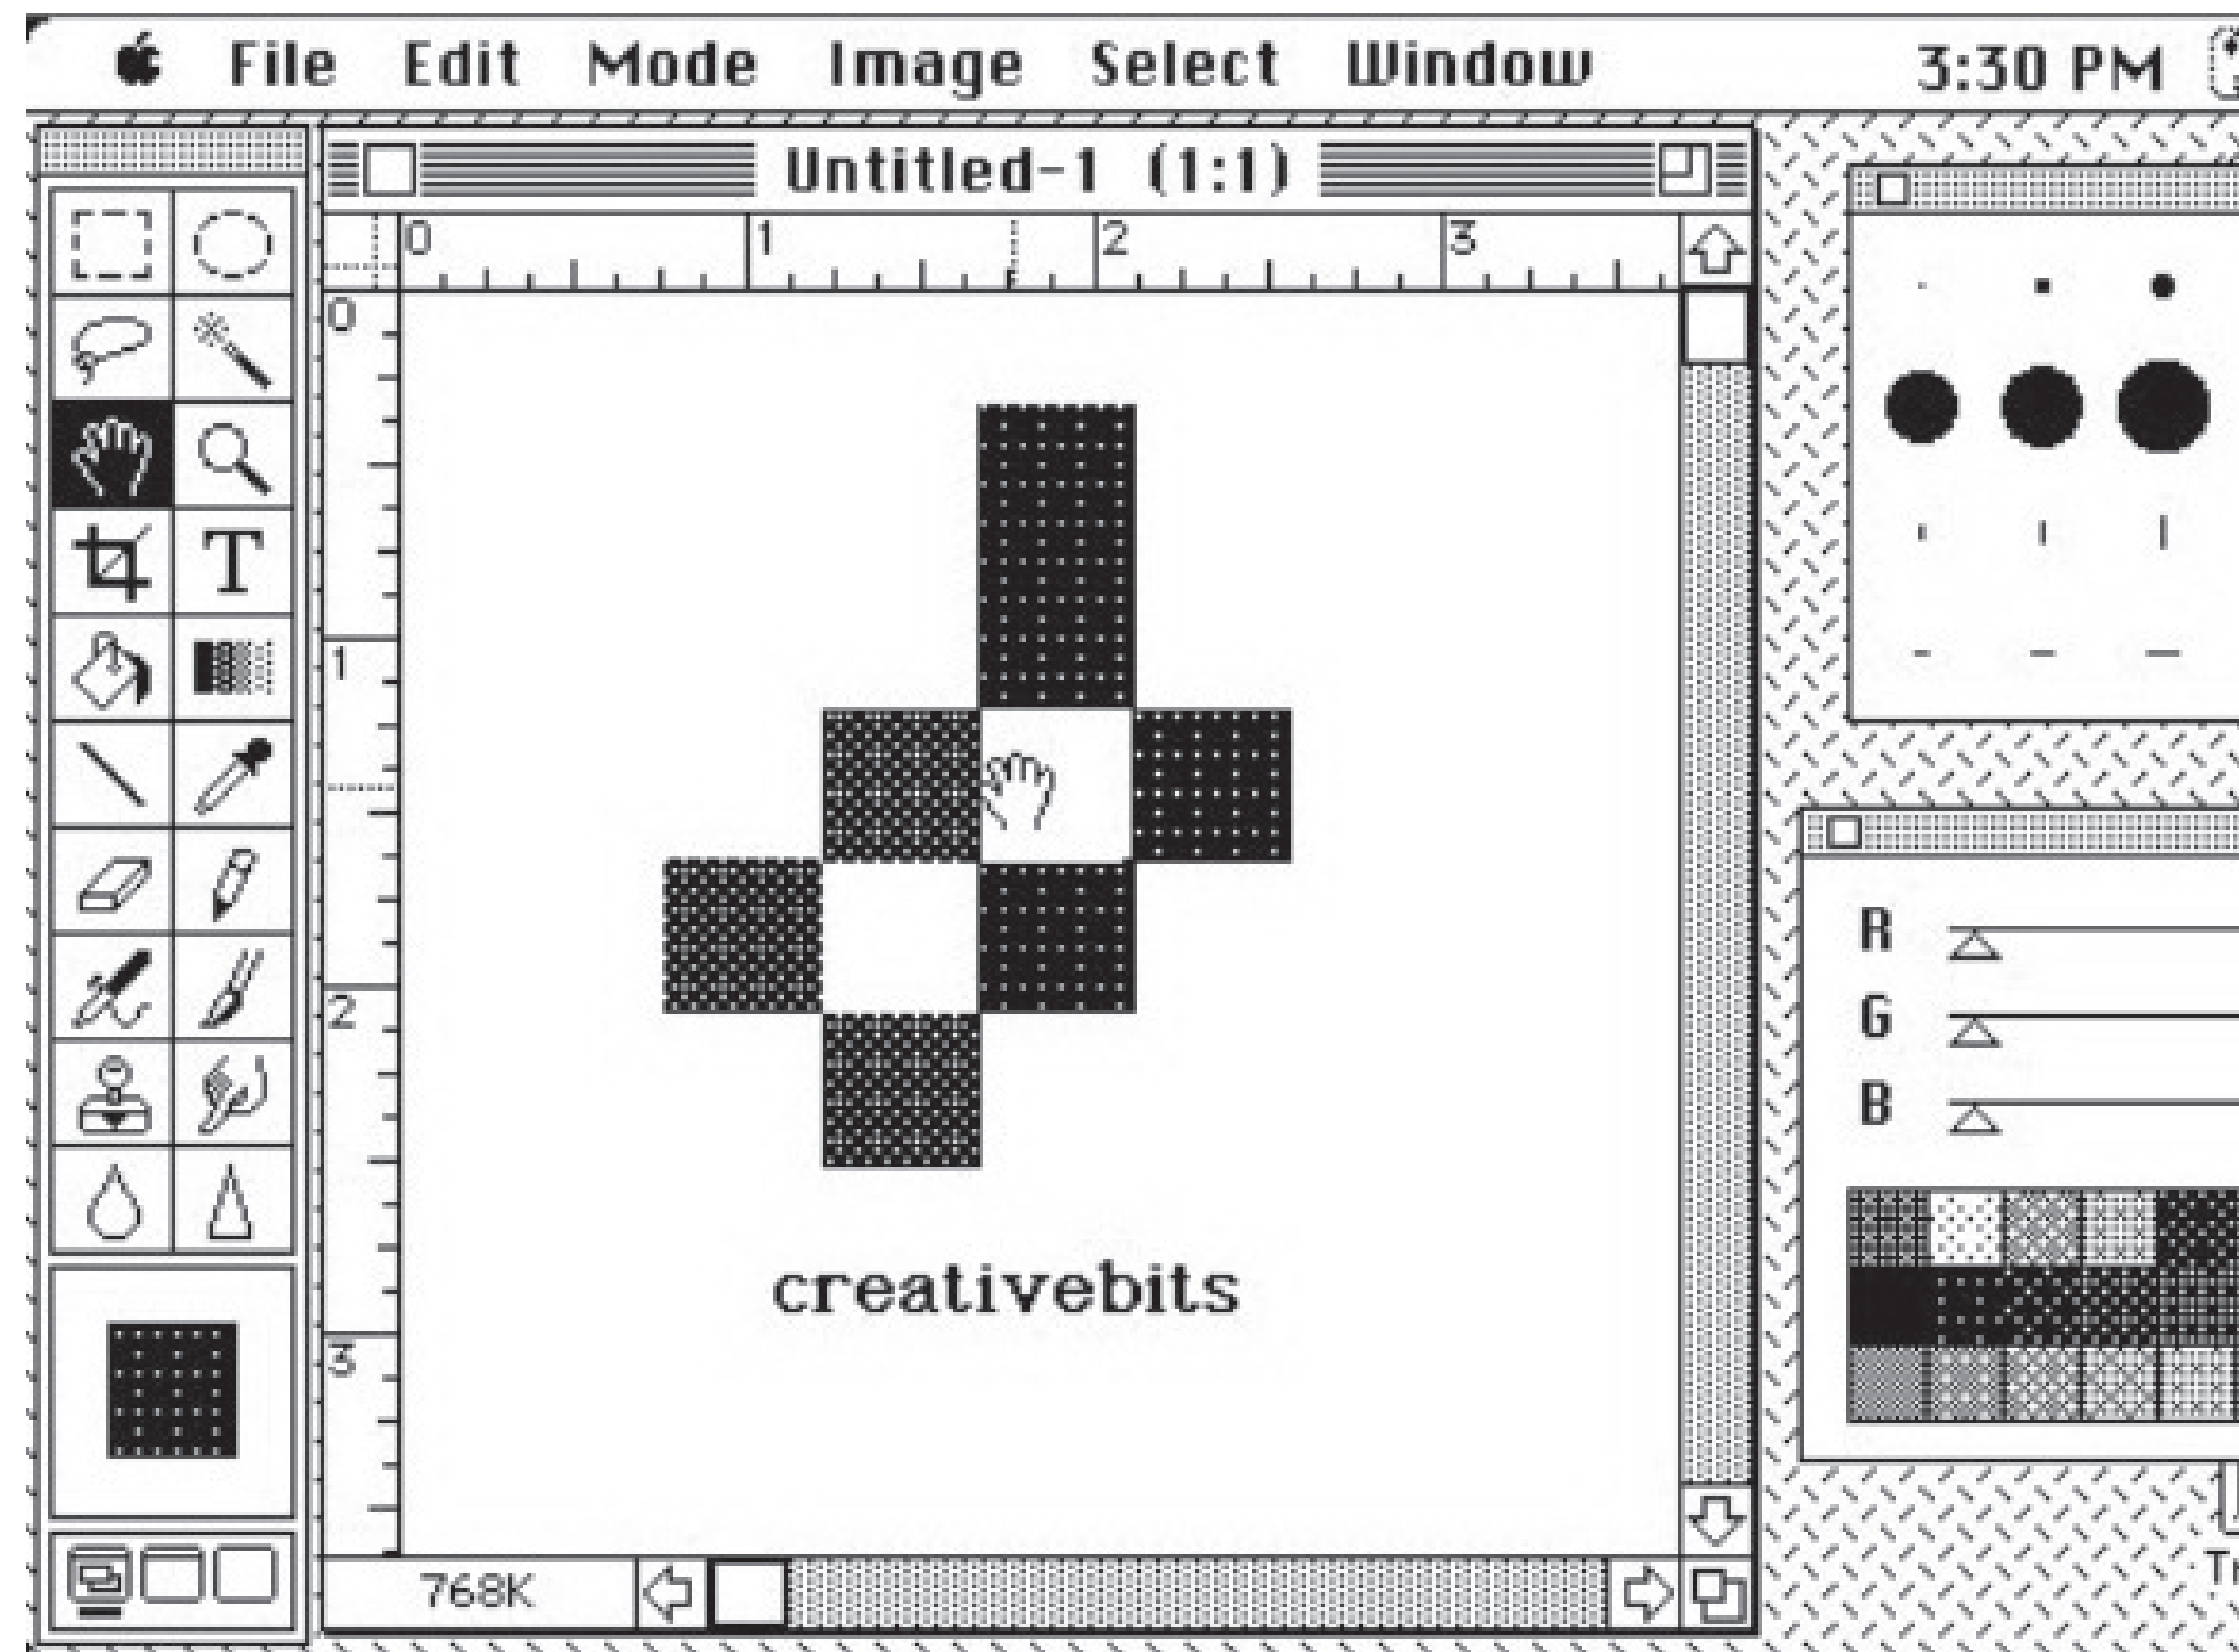 File Edit Mode Image Select Window 3:30 PM
Untitled-1 (1:1)
0 1 2 3
0
1
2
3
T
creativebits
768K
R
G
B